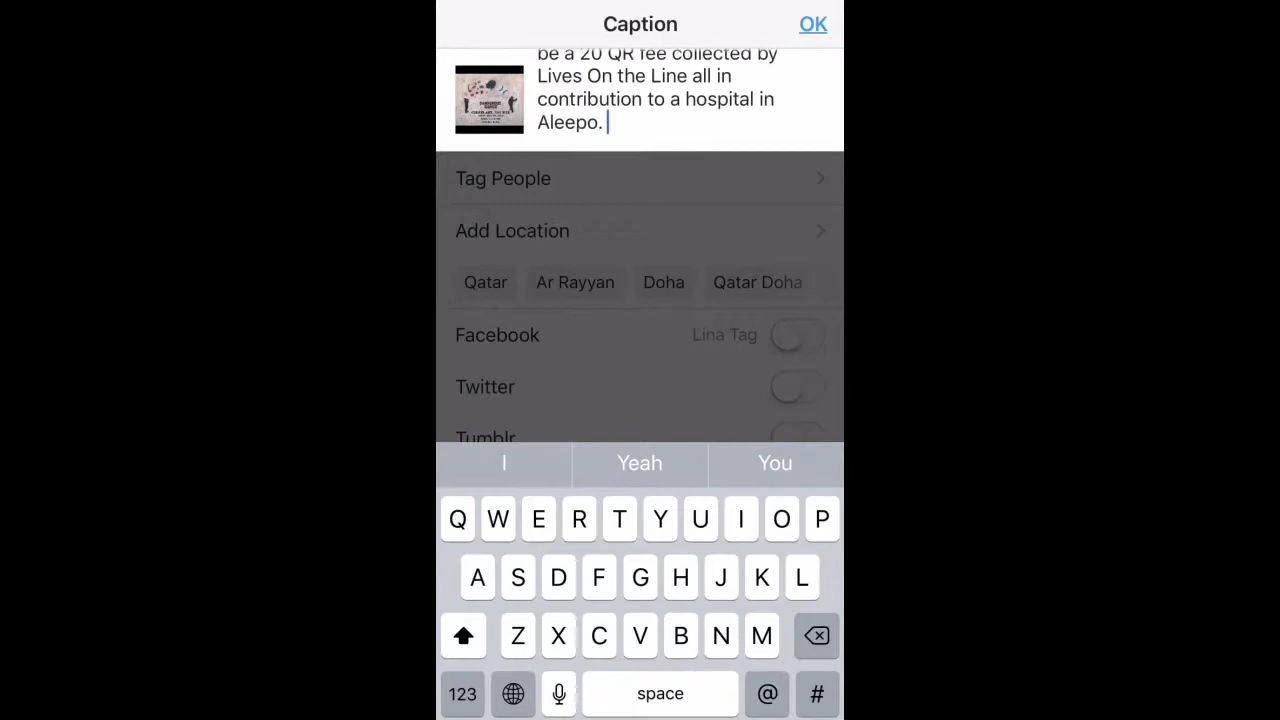 Caption
OK
be a 20 QR fee collected by
Lives On the Line all in
contribution to a hospital in
Aleepo.
Tag People
Add Location
Qatar
Ar Rayyan
Doha
Qatar Doha
Facebook
Lina Tag
Twitter
Tumblr
I
Yeah
You
Q W E R T Y U I O P
A S D F G H J K L
Z X C V B N M
123
space
@
#